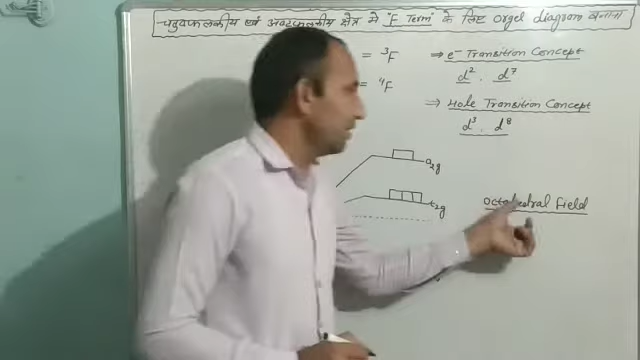 चतुष्फलकीय एवं अष्टफलकीय क्षेत्र में "F Term" के लिए Orgel diagram बनाना
= ³F ⇒ e⁻ Transition Concept
d². d⁷
= ⁴F
⇒ Hole Transition Concept
d³. d⁸
a₂g
t₂g
Octahedral Field